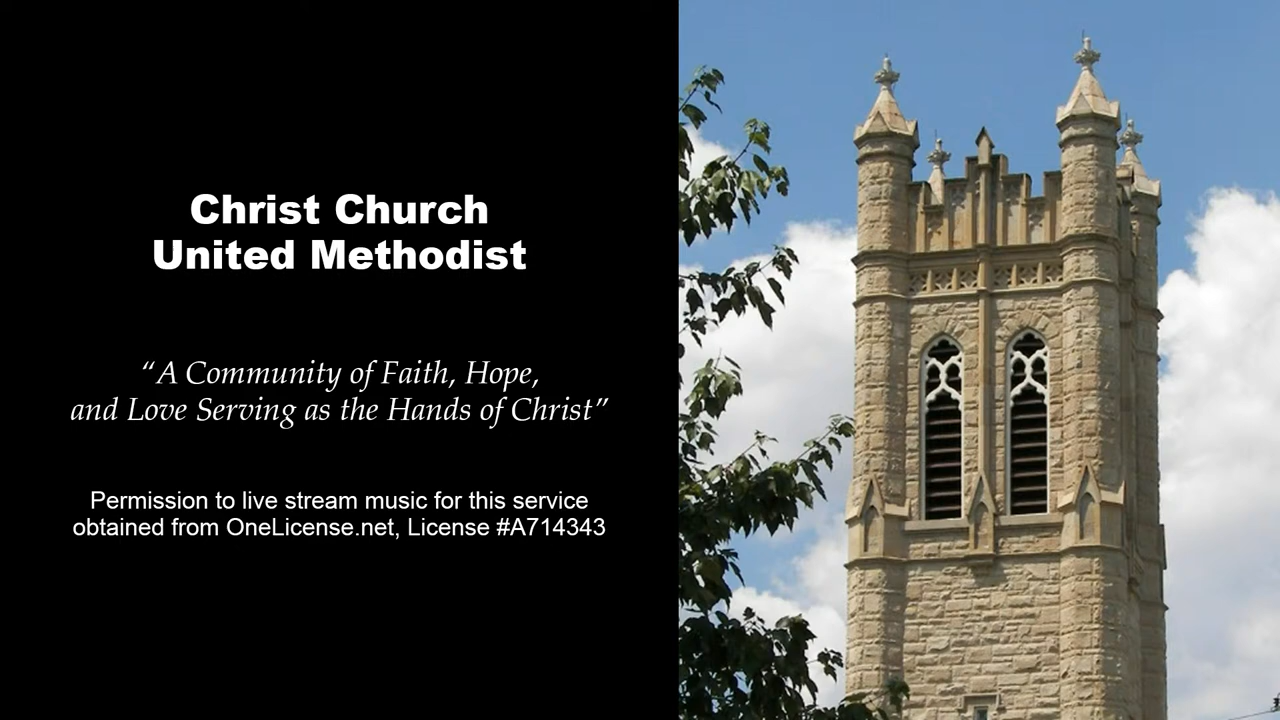 Christ Church
United Methodist
“A Community of Faith, Hope,
and Love Serving as the Hands of Christ”
Permission to live stream music for this service
obtained from OneLicense.net, License #A714343